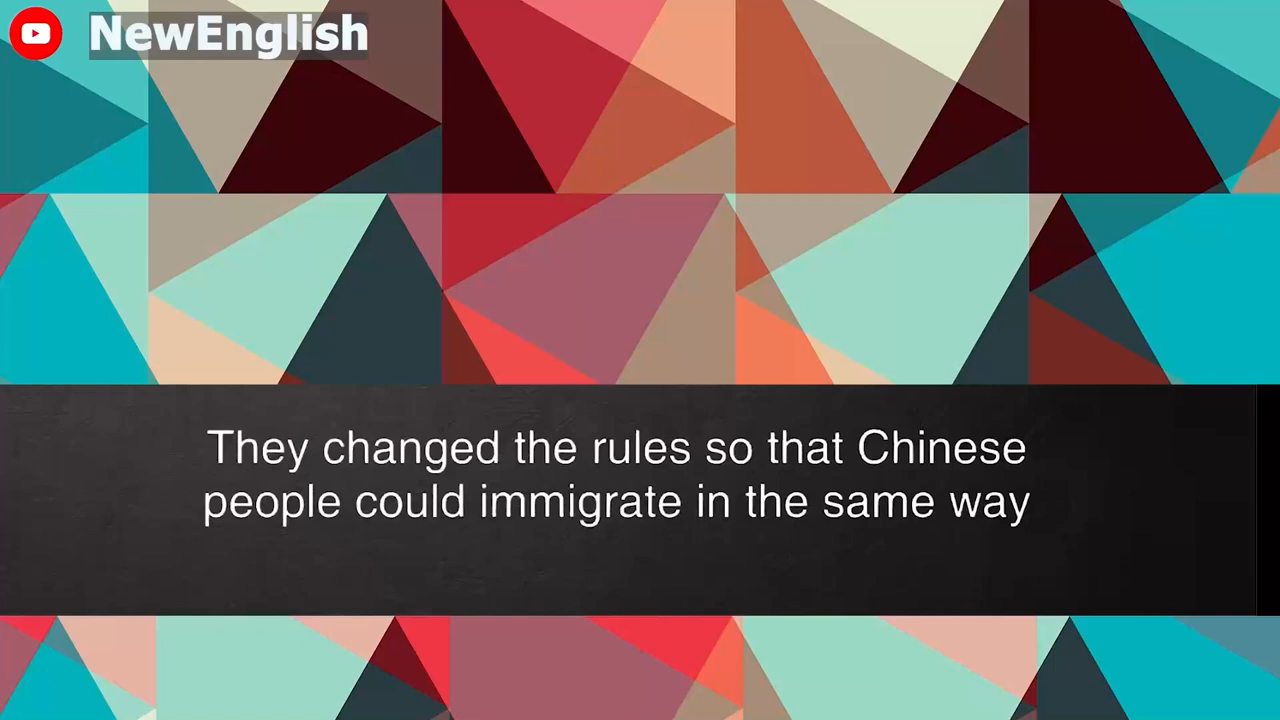 NewEnglish
They changed the rules so that Chinese
people could immigrate in the same way